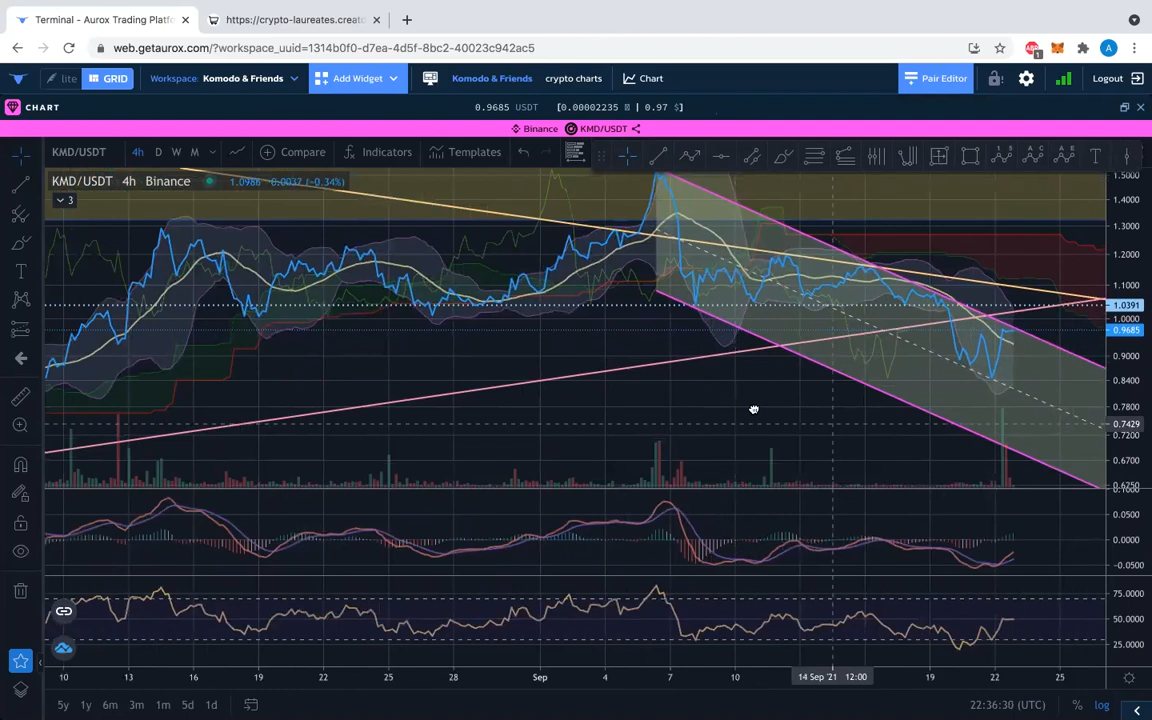 Terminal - Aurox Trading Platfo
https://crypto-laureates.creato
web.getaurox.com/?workspace_uuid=1314b0f0-d7ea-4d5f-8bc2-40023c942ac5
ABP
1
A
lite
GRID
Workspace: Komodo & Friends
Add Widget
Komodo & Friends
crypto charts
Chart
Pair Editor
Logout
CHART
0.9685 USDT
Binance
KMD/USDT
KMD/USDT
4h
D
W
M
Compare
Indicators
Templates
KMD/USDT 4h Binance
1.0986
-0.0037 (-0.34%)
3
1.5000
1.4000
1.3000
1.2000
1.1000
1.0391
1.0000
0.9685
0.9000
0.8400
0.7800
0.7429
0.7200
0.6700
0.6250
0.1000
0.0500
0.0000
-0.0500
75.0000
50.0000
25.0000
10
13
16
19
22
25
28
Sep
4
7
10
14 Sep '21 12:00
19
22
25
5y
1y
6m
3m
1m
5d
1d
22:36:30 (UTC)
%
log